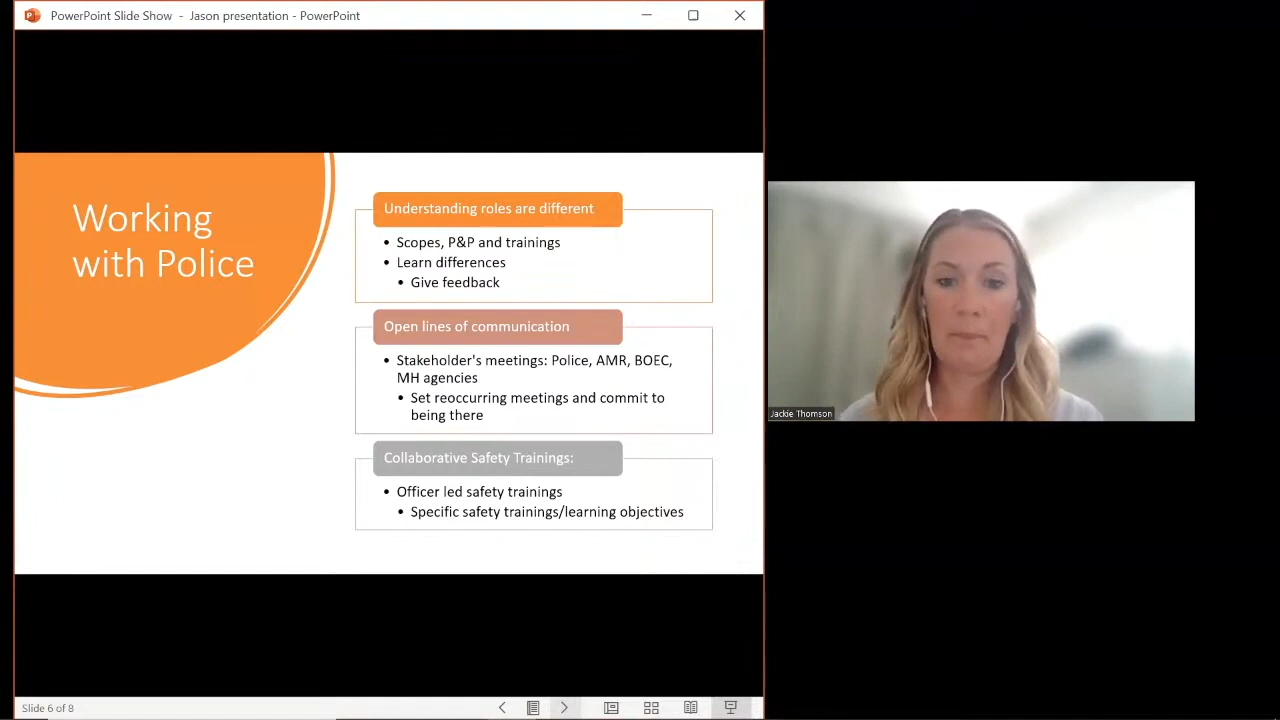 PowerPoint Slide Show - Jason presentation - PowerPoint
Working
with Police
Understanding roles are different
• Scopes, P&P and trainings
• Learn differences
• Give feedback
Open lines of communication
• Stakeholder's meetings: Police, AMR, BOEC,
MH agencies
• Set reoccurring meetings and commit to
being there
Collaborative Safety Trainings:
• Officer led safety trainings
• Specific safety trainings/learning objectives
Jackie Thomson
Slide 6 of 8